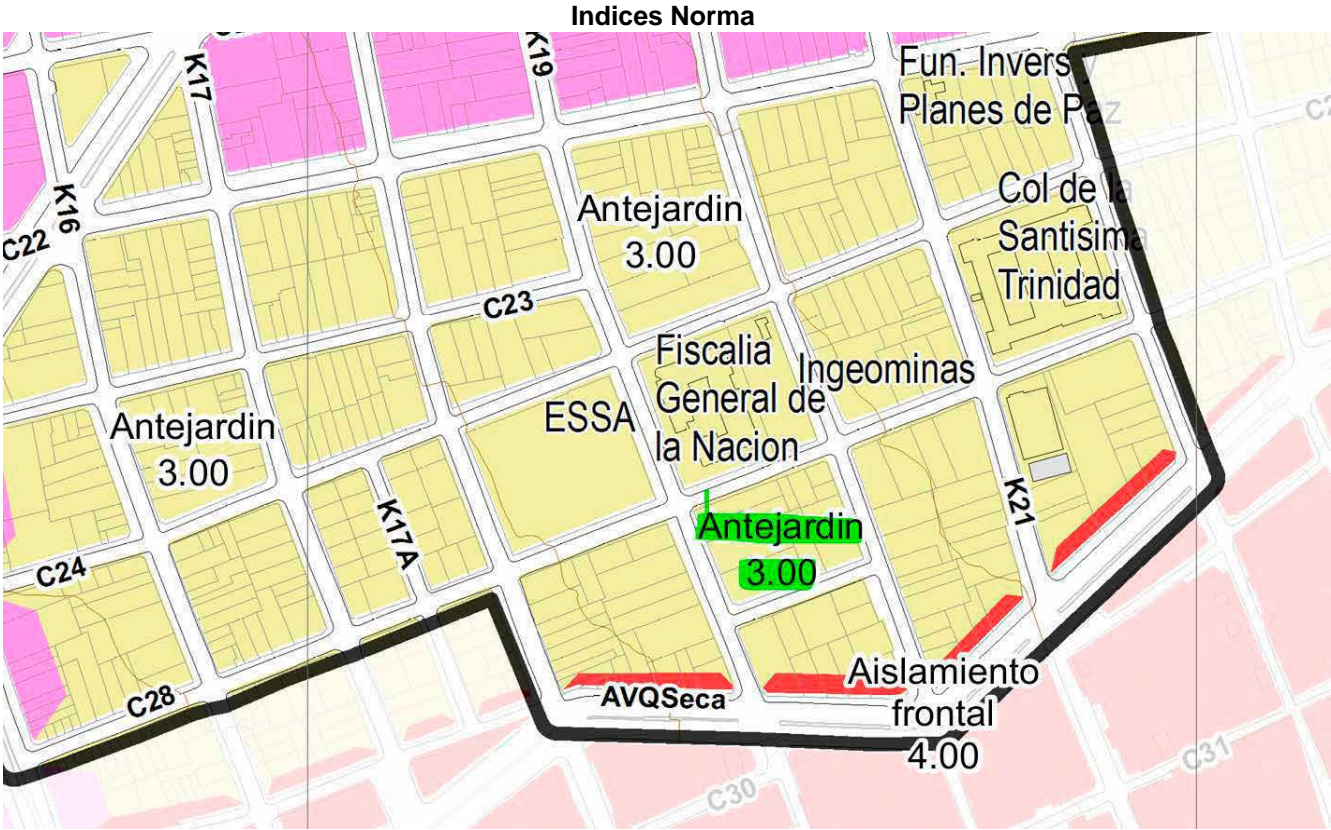 Indices Norma
K17
K19
Fun. Invers y
Planes de Paz
K16
C22
Antejardin
3.00
Col de la
Santisima
Trinidad
C23
Fiscalia
General de
la Nacion
Ingeominas
ESSA
Antejardin
3.00
K17A
K21
Antejardin
3.00
C24
C28
AVQSeca
Aislamiento
frontal
4.00
C30
C31